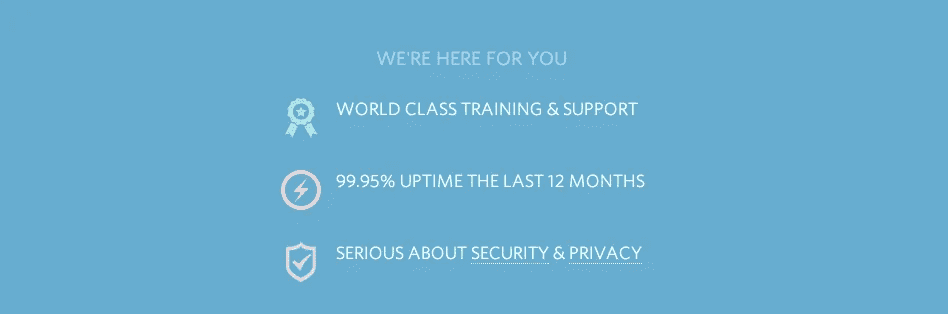 WE'RE HERE FOR YOU
WORLD CLASS TRAINING & SUPPORT
99.95% UPTIME THE LAST 12 MONTHS
SERIOUS ABOUT SECURITY & PRIVACY